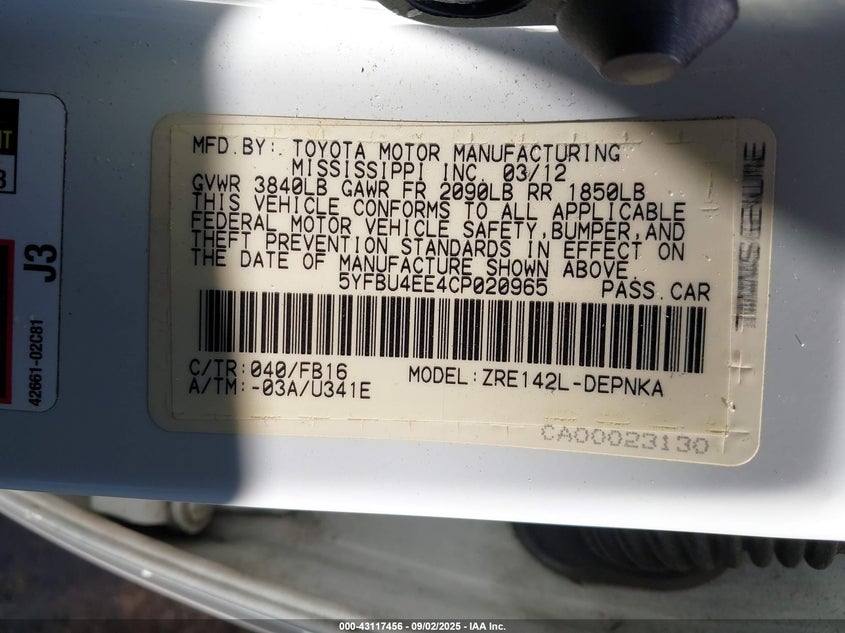 IT
3
J3
42661-02C81
MFD.BY: TOYOTA MOTOR MANUFACTURING
MISSISSIPPI INC. 03/12
GVWR 3840LB GAWR FR 2090LB RR 1850LB
THIS VEHICLE CONFORMS TO ALL APPLICABLE
FEDERAL MOTOR VEHICLE SAFETY,BUMPER,AND
THEFT PREVENTION STANDARDS IN EFFECT ON
THE DATE OF MANUFACTURE SHOWN ABOVE.
5YFBU4EE4CP020965 PASS.CAR
C/TR:040/FB16
A/TM:-03A/U341E
MODEL:ZRE142L-DEPNKA
CA00023130
000-43117456 - 09/02/2025 - IAA Inc.